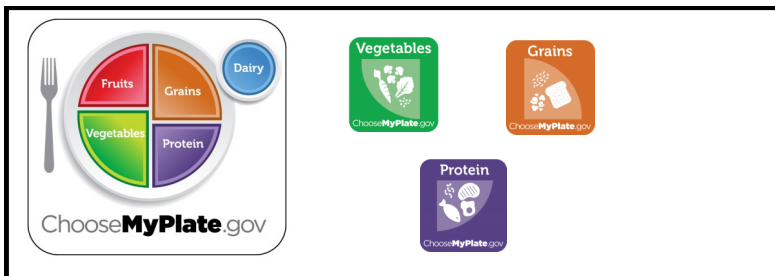 Fruits
Grains
Dairy
Vegetables
Protein
ChooseMyPlate.gov
Vegetables
ChooseMyPlate.gov
Grains
ChooseMyPlate.gov
Protein
ChooseMyPlate.gov